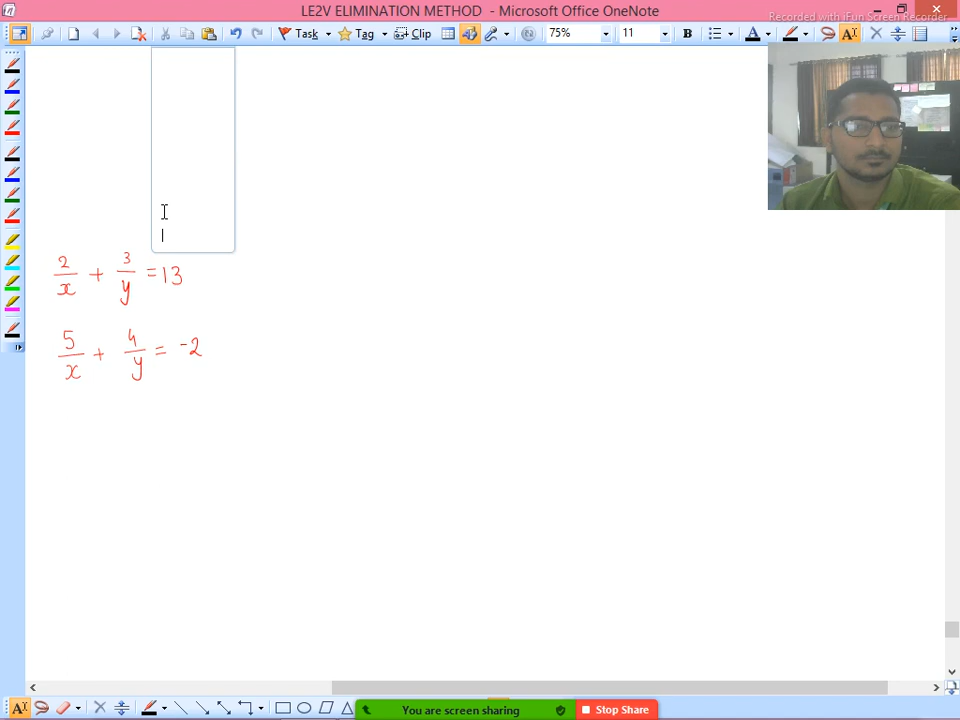 LE2V ELIMINATION METHOD - Microsoft Office OneNote
Recorded with iFun Screen Recorder
Task Tag Clip 75% 11 B A A
2/x + 3/y = 13
5/x + 4/y = -2
A You are screen sharing Stop Share